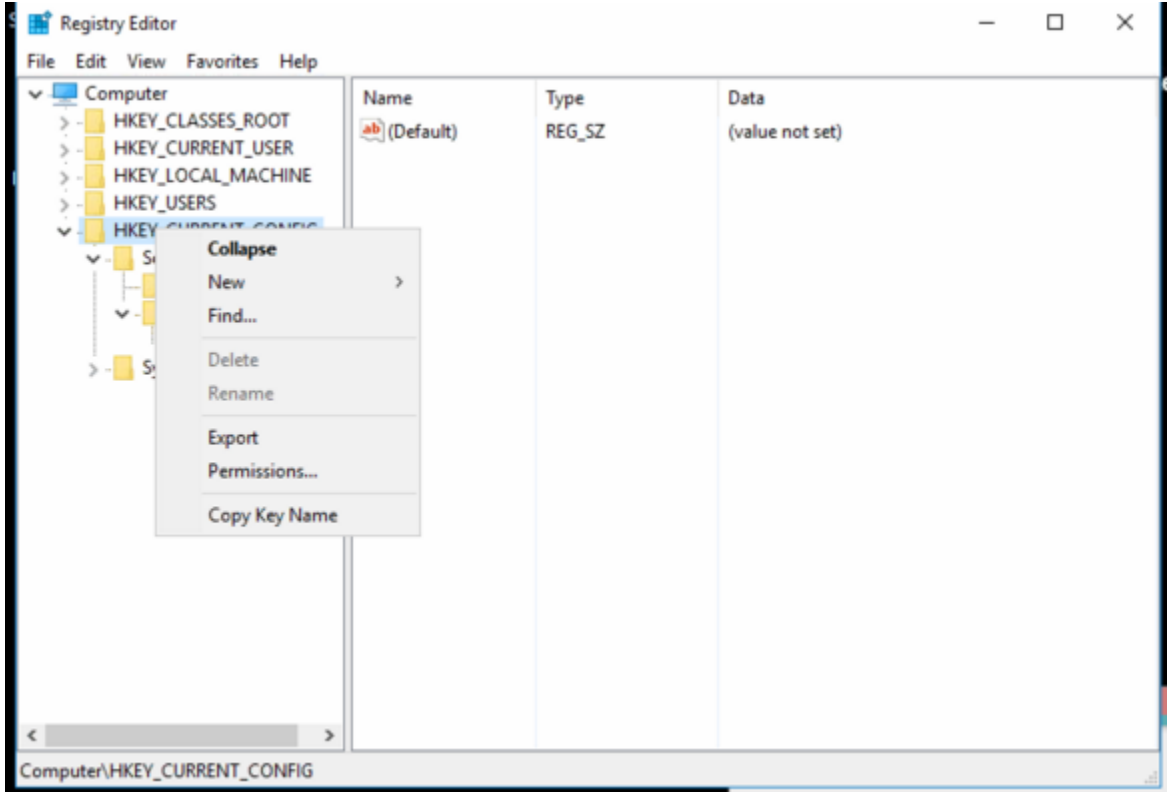 Registry Editor
File Edit View Favorites Help
Computer
HKEY_CLASSES_ROOT
HKEY_CURRENT_USER
HKEY_LOCAL_MACHINE
HKEY_USERS
HKEY_CURRENT_CONFIG
Collapse
New
Find...
Delete
Rename
Export
Permissions...
Copy Key Name
Name Type Data
(Default) REG_SZ (value not set)
Computer\HKEY_CURRENT_CONFIG